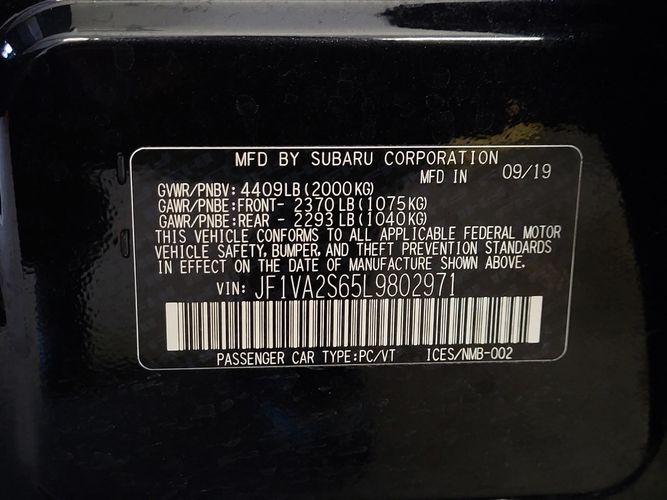 MFD BY SUBARU CORPORATION
MFD IN 09/19
GVWR/PNBV: 4409LB(2000KG)
GAWR/PNBE:FRONT- 2370 LB(1075KG)
GAWR/PNBE:REAR - 2293 LB(1040KG)
THIS VEHICLE CONFORMS TO ALL APPLICABLE FEDERAL MOTOR
VEHICLE SAFETY, BUMPER, AND THEFT PREVENTION STANDARDS
IN EFFECT ON THE DATE OF MANUFACTURE SHOWN ABOVE.
VIN: JF1VA2S65L9802971
PASSENGER CAR TYPE:PC/VT ICES/NMB-002